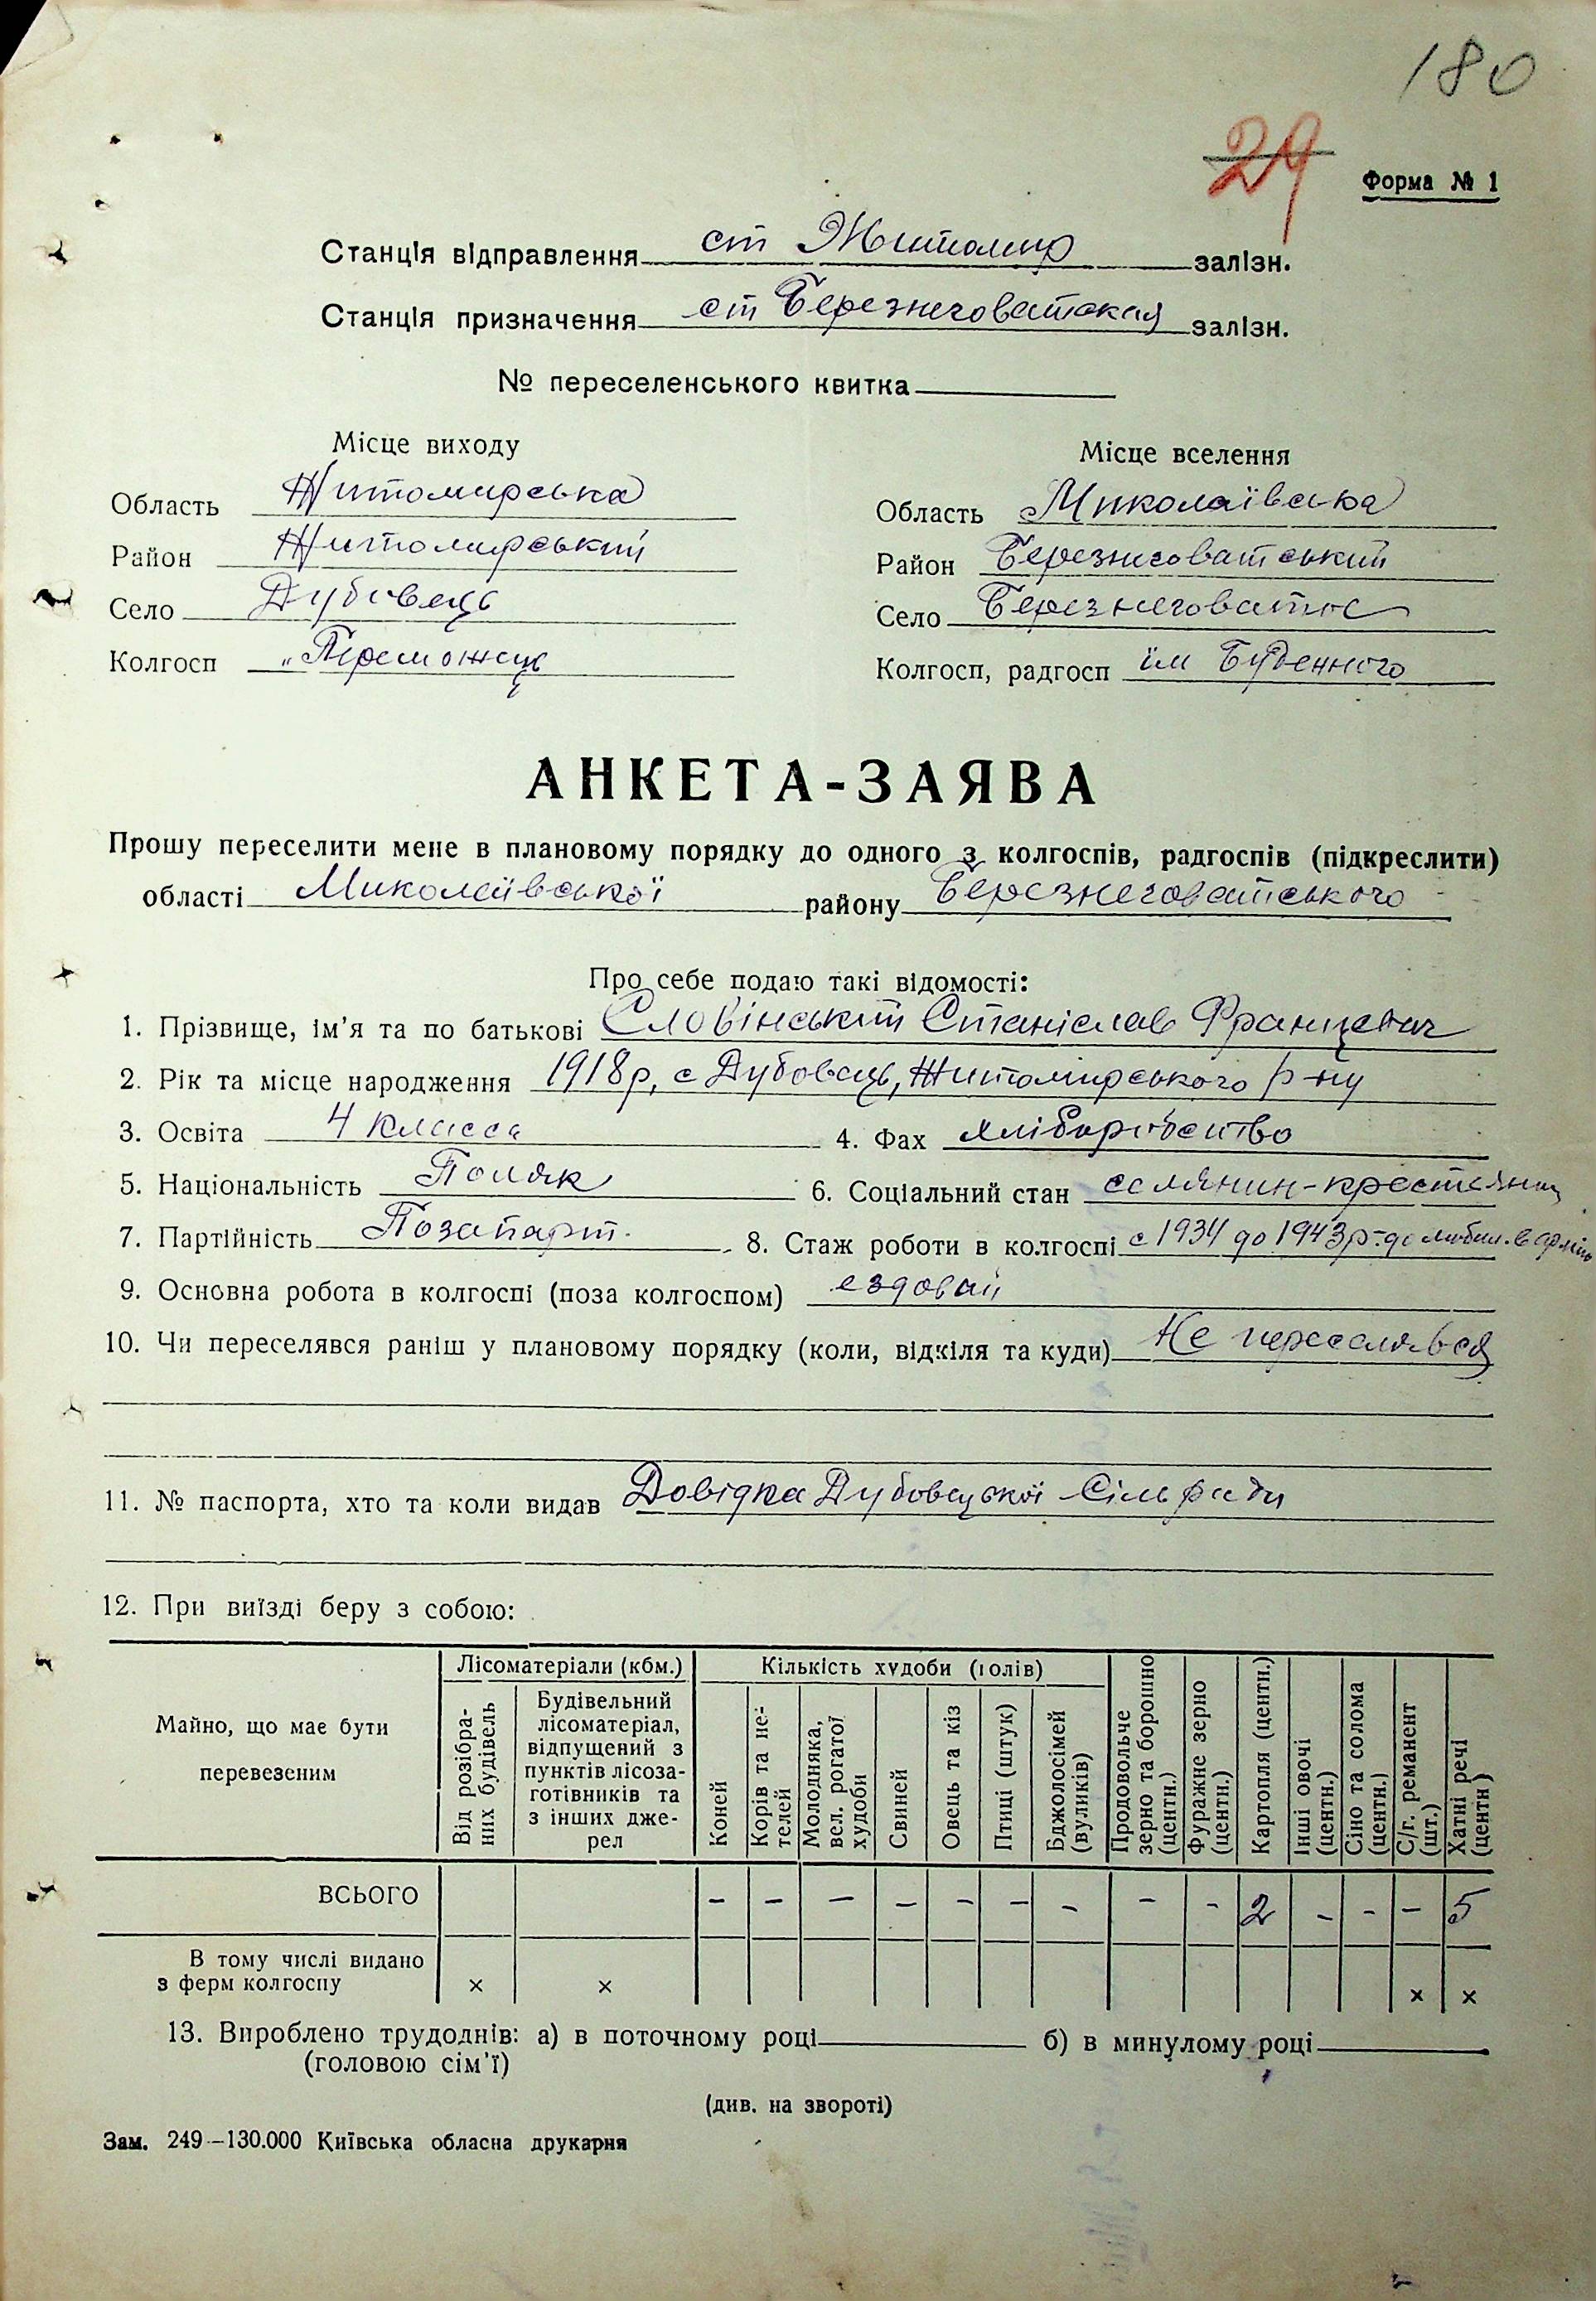 180
29
Форма № 1
Станція відправлення ст Житомир залізн.
Станція призначення ст Березнеговатская залізн.
№ переселенського квитка
Місце виходу
Область Житомирська
Район Житомирський
Село Дубовець
Колгосп „Переможець
Місце вселення
Область Миколаївська
Район Березнеговатський
Село Березнеговатое
Колгосп, радгосп їм Буденного
АНКЕТА-ЗАЯВА
Прошу переселити мене в плановому порядку до одного з колгоспів, радгоспів (підкреслити)
області Миколаївської району Березнеговатського
Про себе подаю такі відомості:
1. Прізвище, ім'я та по батькові Словінський Станіслав Францевич
2. Рік та місце народження 1918р, с Дубовець, Житомирського р-ну
3. Освіта 4 класса 4. Фах хліборобство
5. Національність Поляк 6. Соціальний стан селянин-крестьянин
7. Партійність Позапарт. 8. Стаж роботи в колгоспі с 1934 до 1943р
9. Основна робота в колгоспі (поза колгоспом) ездовай
10. Чи переселявся раніш у плановому порядку (коли, відкіля та куди) Не переселявся
11. № паспорта, хто та коли видав Довідка Дубовецької Сільради
12. При виїзді беру з собою:
Майно, що має бути перевезеним
Лісоматеріали (кбм.)
Від розібраних будівель
Будівельний
лісоматеріал,
відпущений з
пунктів лісоза-
готівників та
з інших дже-
рел
Кількість худоби (голів)
Коней
Корів та не-
телей
Молодняка,
вел. рогатої
худоби
Свиней
Овець та кіз
Птиці (штук)
Бджолосімей
(вуликів)
Продовольче
зерно та борошно
(центн.)
Фуражне зерно
(центн.)
Картопля (центн.)
Інші овочі
(центн.)
Сіно та солома
(центн.)
С/г. реманент
(шт.)
Хатні речі
(центн)
ВСЬОГО - - - - - - - - - 2 - - - 5
В тому числі видано
з ферм колгоспу × × × ×
13. Вироблено трудоднів: а) в поточному році б) в минулому році
(головою сім'ї)
(див. на звороті)
Зам. 249—130.000 Київська обласна друкарня